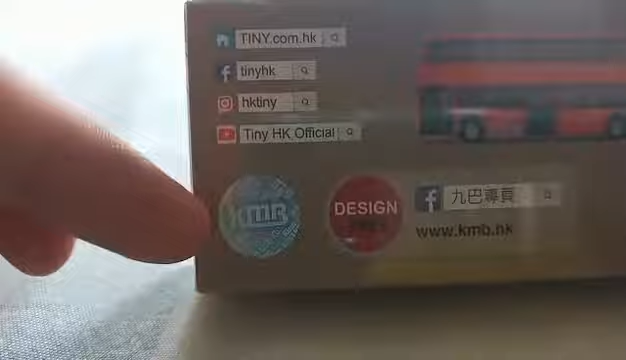 TINY.com.hk
tinyhk
hktiny
Tiny HK Official
KMB
DESIGN
九巴專頁
www.kmb.hk